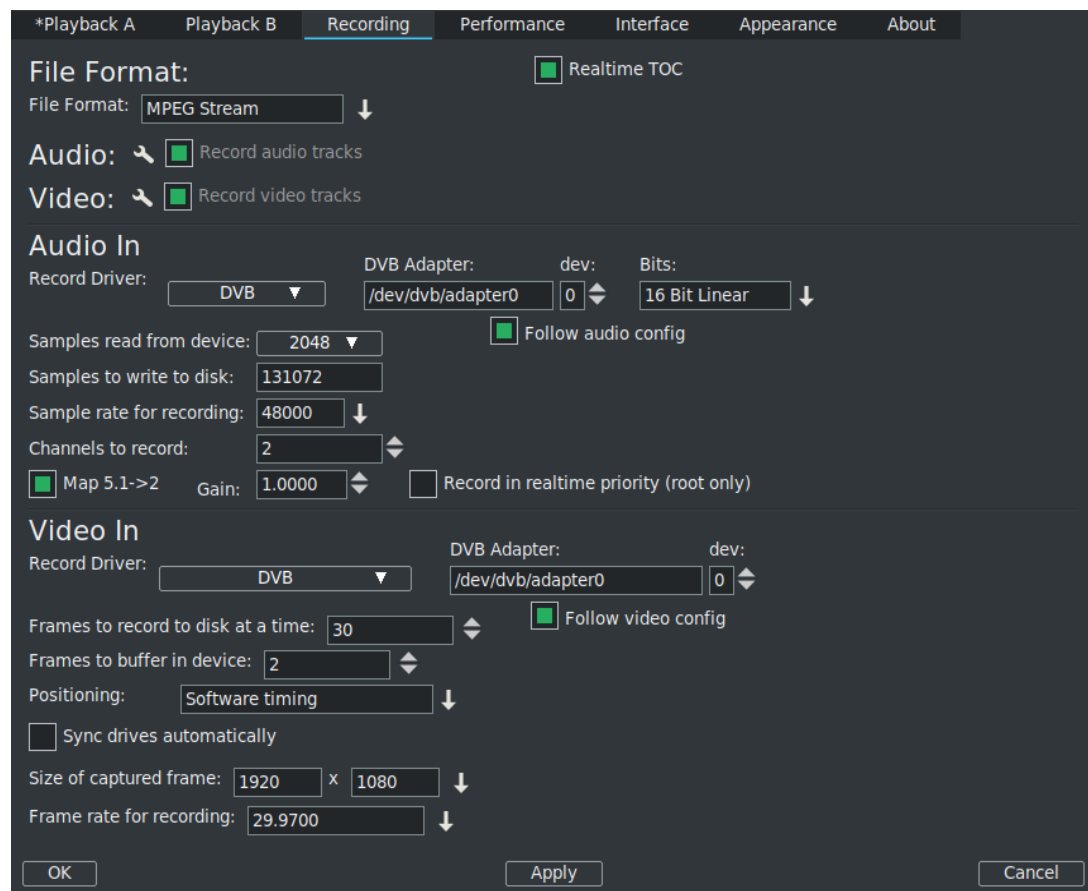 *Playback A Playback B Recording Performance Interface Appearance About
File Format: Realtime TOC
File Format: MPEG Stream
Audio: Record audio tracks
Video: Record video tracks
Audio In
DVB Adapter: dev: Bits:
Record Driver: DVB /dev/dvb/adapter0 0 16 Bit Linear
Follow audio config
Samples read from device: 2048
Samples to write to disk: 131072
Sample rate for recording: 48000
Channels to record: 2
Map 5.1->2 Gain: 1.0000 Record in realtime priority (root only)
Video In
DVB Adapter: dev:
Record Driver: DVB /dev/dvb/adapter0 0
Follow video config
Frames to record to disk at a time: 30
Frames to buffer in device: 2
Positioning: Software timing
Sync drives automatically
Size of captured frame: 1920 x 1080
Frame rate for recording: 29.9700
OK Apply Cancel